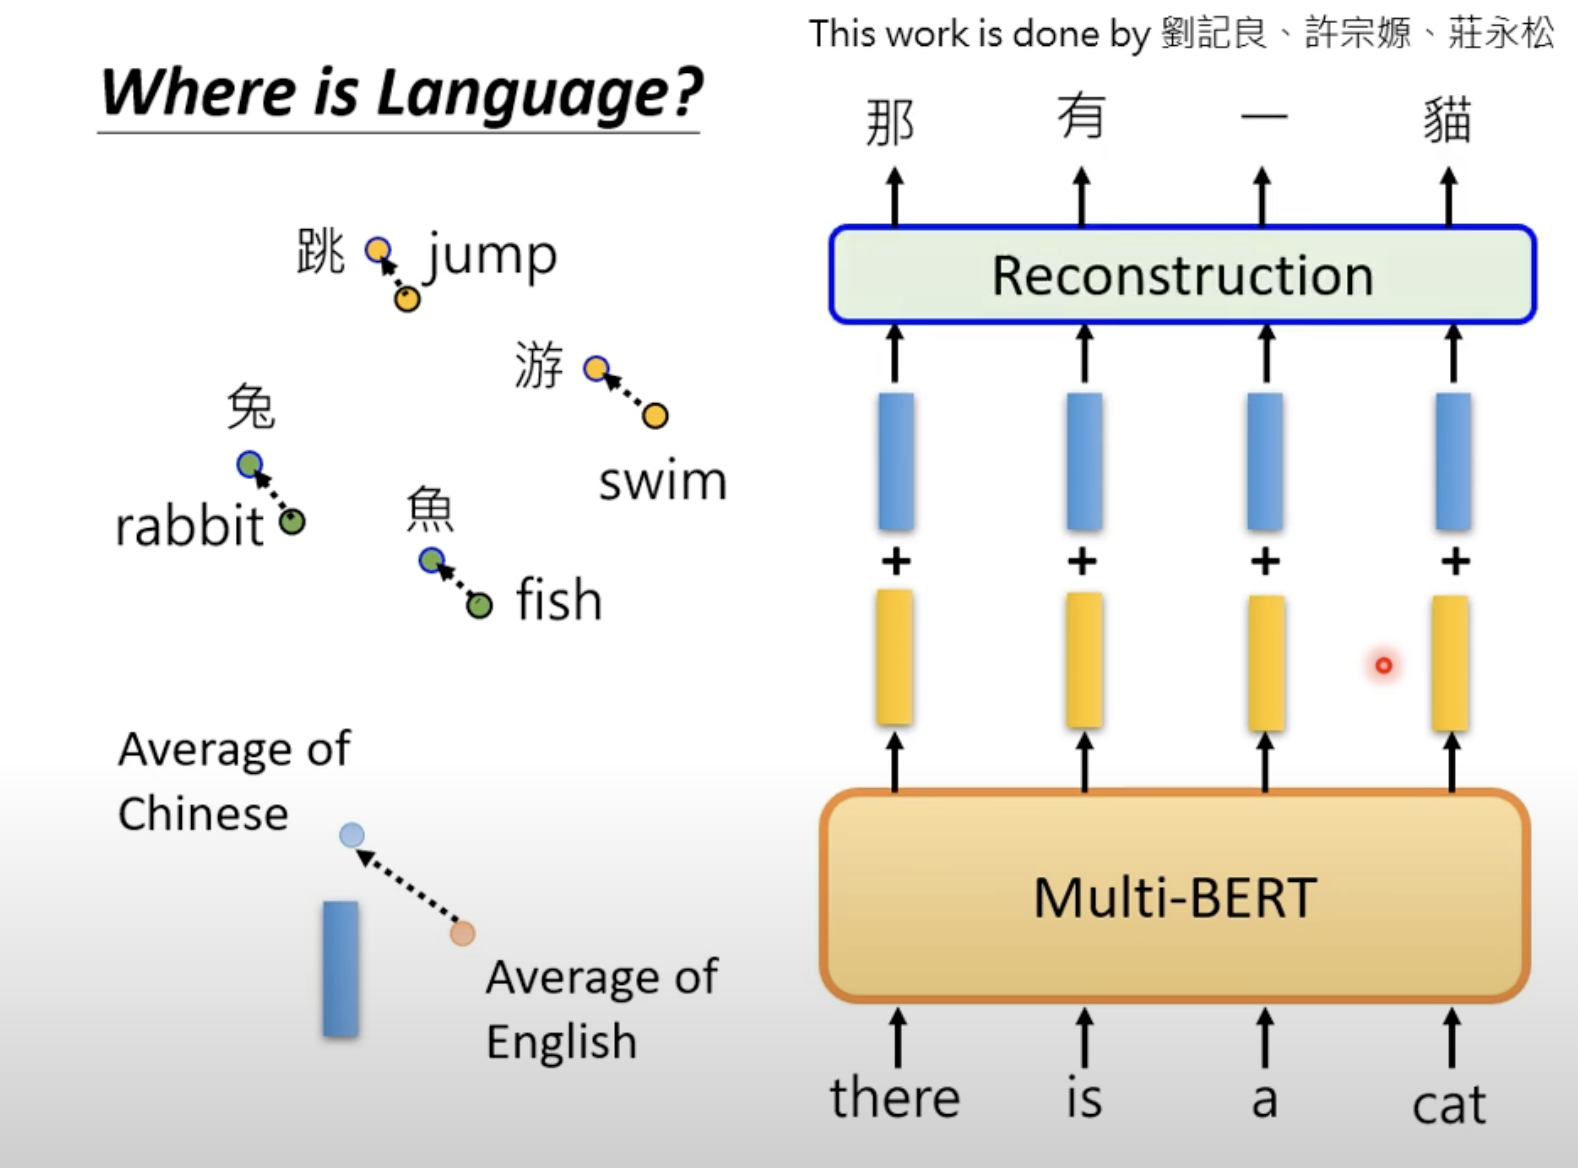 This work is done by 劉記良、許宗嫄、莊永松
Where is Language?
那 有 一 貓
跳 jump
Reconstruction
游
swim
兔
rabbit
魚
fish
+ + + +
Average of
Chinese
Average of
English
Multi-BERT
there is a cat